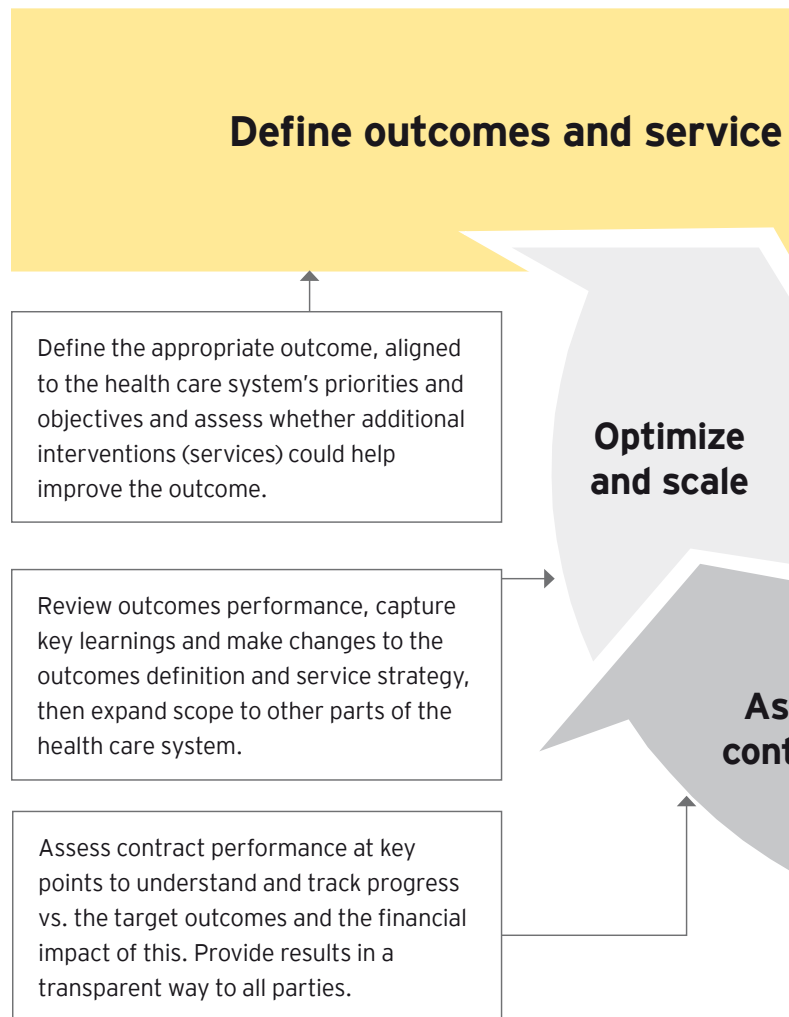 Define outcomes and service
Define the appropriate outcome, aligned
to the health care system’s priorities and
objectives and assess whether additional
interventions (services) could help
improve the outcome.
Optimize
and scale
Review outcomes performance, capture
key learnings and make changes to the
outcomes definition and service strategy,
then expand scope to other parts of the
health care system.
As
cont
Assess contract performance at key
points to understand and track progress
vs. the target outcomes and the financial
impact of this. Provide results in a
transparent way to all parties.